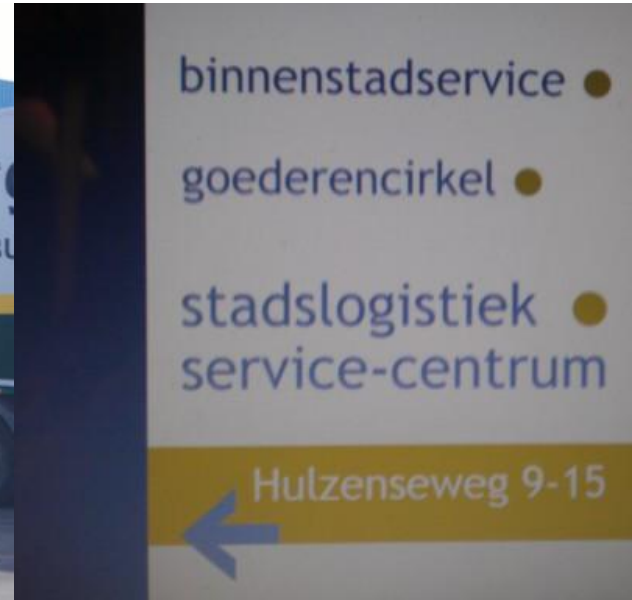 binnenstadservice
goederencirkel
stadslogistiek
service-centrum
Hulzenseweg 9-15